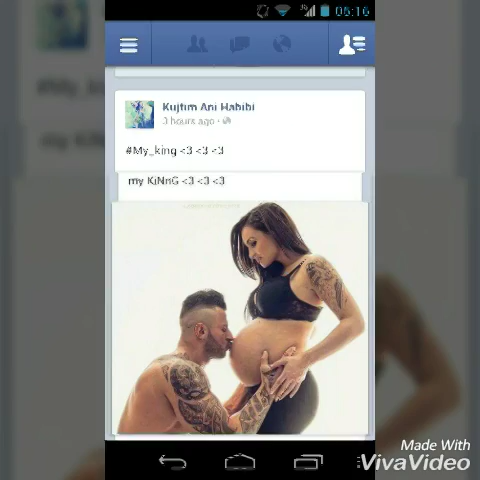 06:16
Kujtim Ani Habibi
3 hours ago
#My_king <3 <3 <3
my KiNnG <3 <3 <3
Made With
VivaVideo